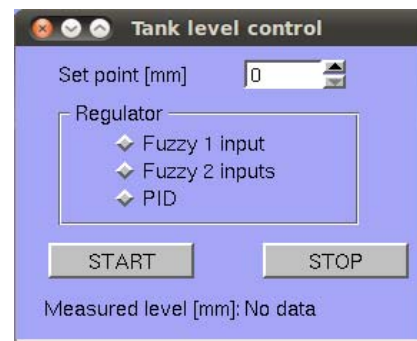 Tank level control
Set point [mm] 0
Regulator
Fuzzy 1 input
Fuzzy 2 inputs
PID
START STOP
Measured level [mm]: No data